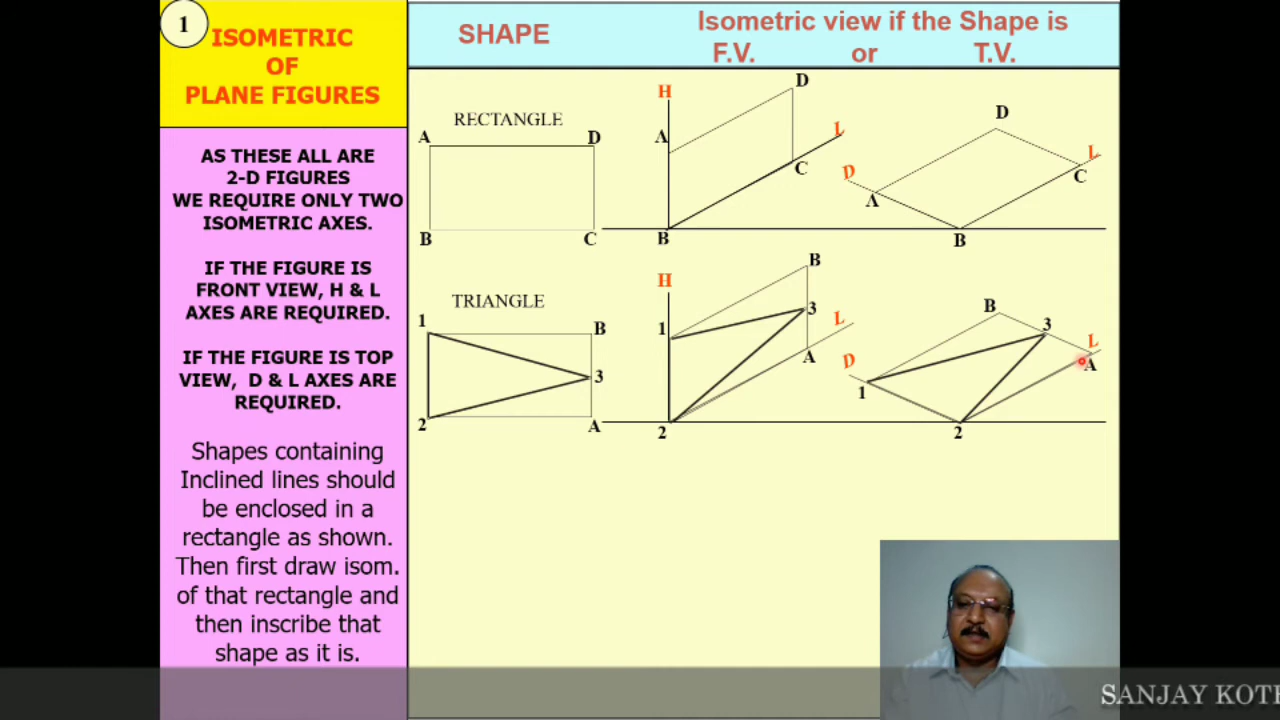 1
ISOMETRIC
OF
PLANE FIGURES
AS THESE ALL ARE
2-D FIGURES
WE REQUIRE ONLY TWO
ISOMETRIC AXES.
IF THE FIGURE IS
FRONT VIEW, H & L
AXES ARE REQUIRED.
IF THE FIGURE IS TOP
VIEW, D & L AXES ARE
REQUIRED.
Shapes containing
Inclined lines should
be enclosed in a
rectangle as shown.
Then first draw isom.
of that rectangle and
then inscribe that
shape as it is.
SHAPE
Isometric view if the Shape is
F.V. or T.V.
RECTANGLE
A D
B C
H
D
A
L
C
B
D
L
D
C
A
B
TRIANGLE
1 B
3
2 A
H
B
3
1
L
A
2
B
3
L
D
A
1
2
SANJAY KOTE